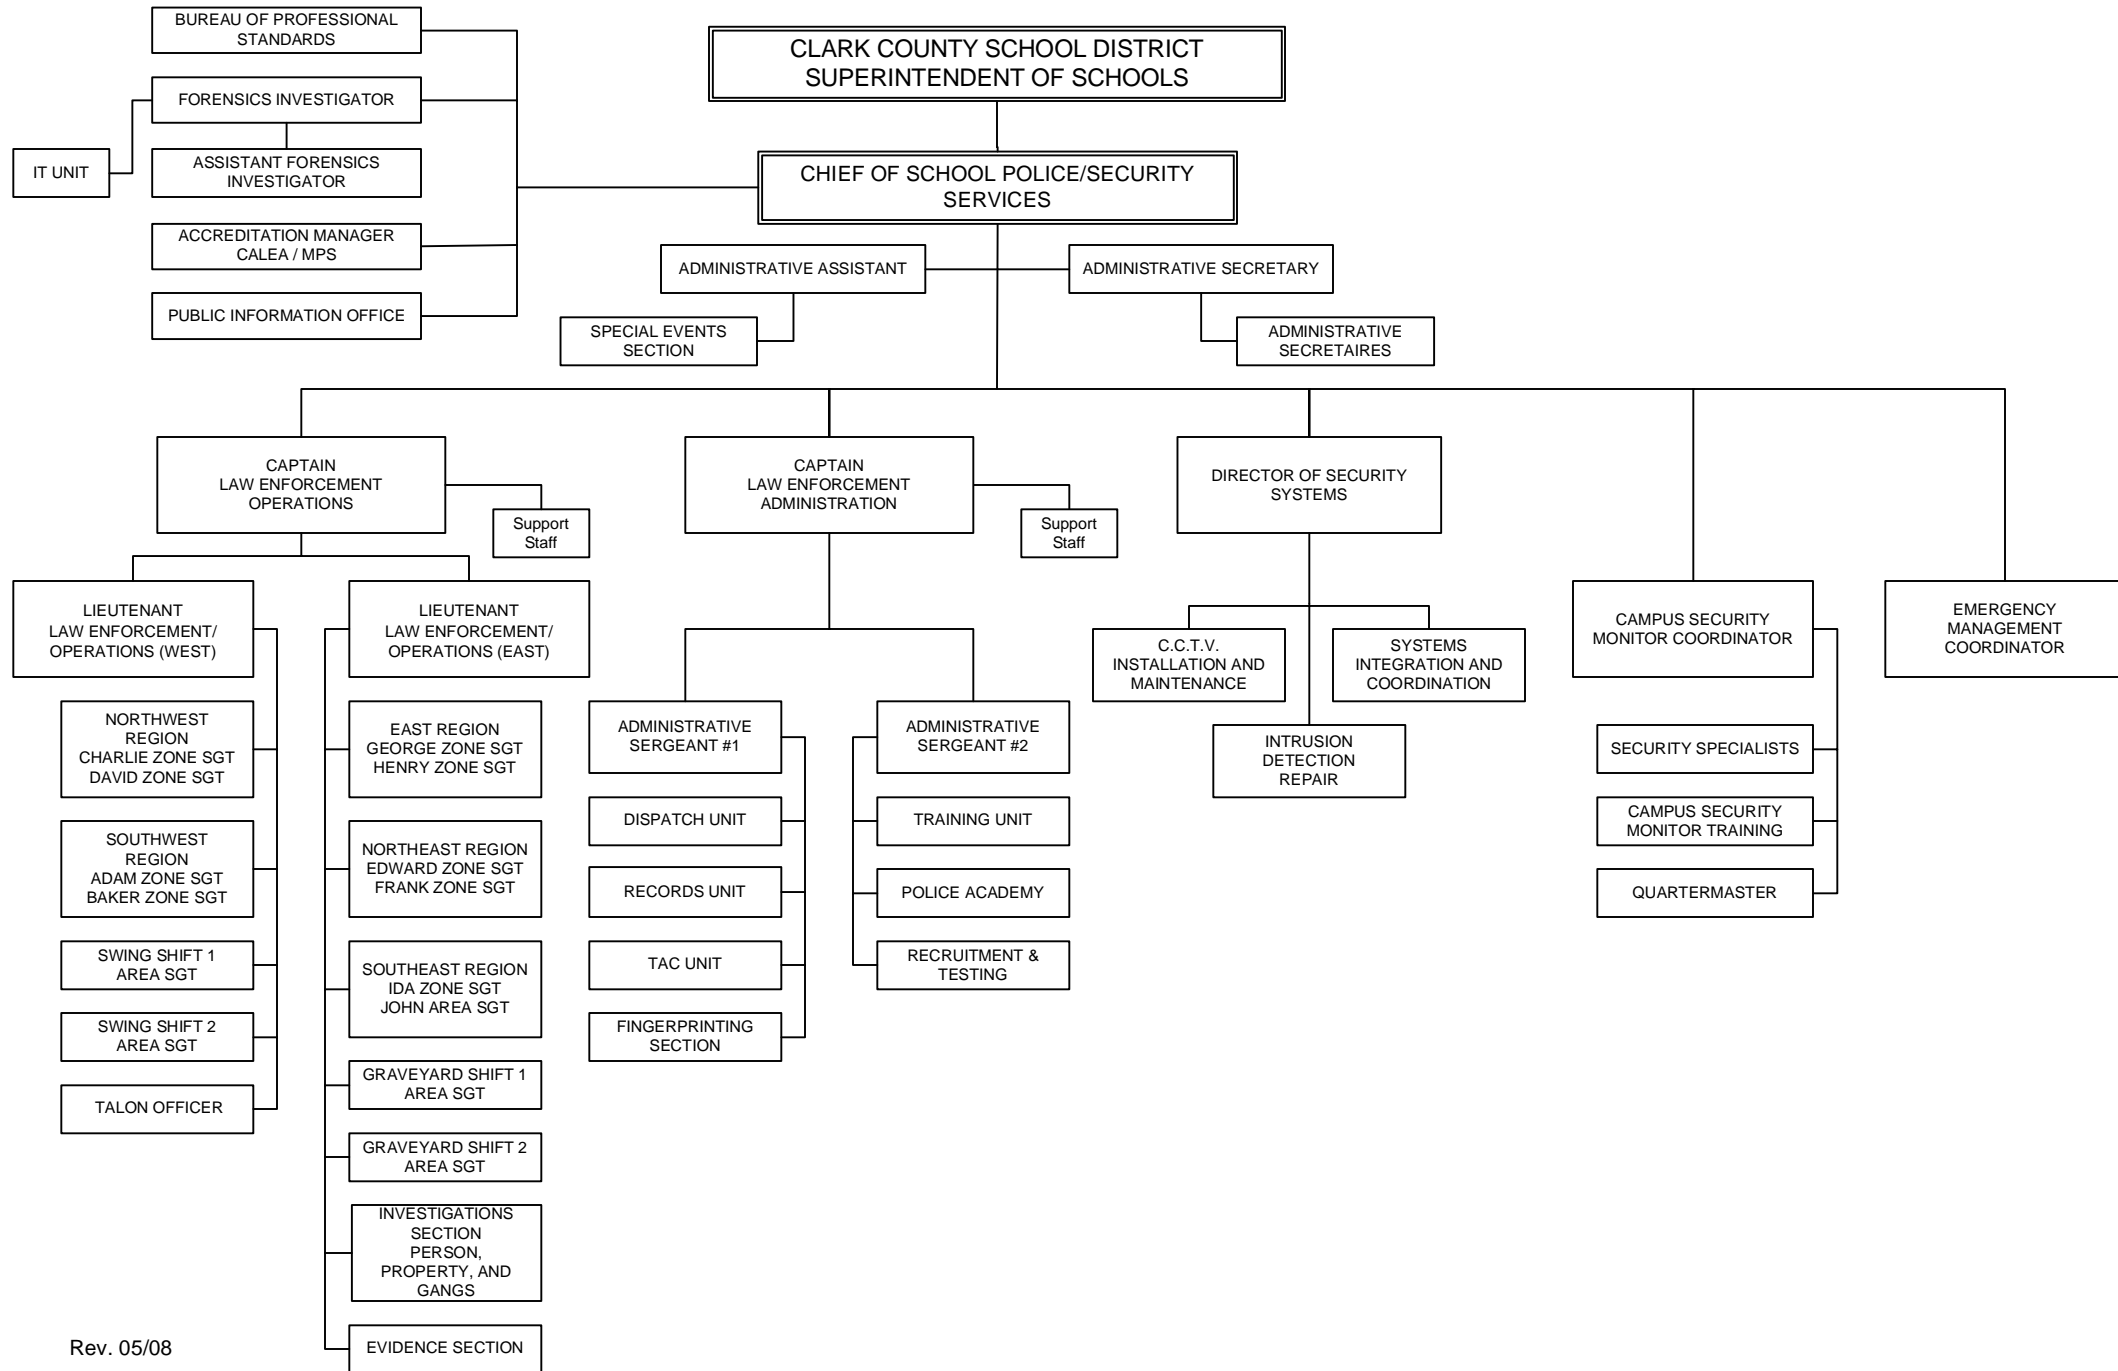 BUREAU OF PROFESSIONAL
STANDARDS
CLARK COUNTY SCHOOL DISTRICT
SUPERINTENDENT OF SCHOOLS
FORENSICS INVESTIGATOR
IT UNIT
ASSISTANT FORENSICS
INVESTIGATOR
CHIEF OF SCHOOL POLICE/SECURITY
SERVICES
ACCREDITATION MANAGER
CALEA / MPS
PUBLIC INFORMATION OFFICE
ADMINISTRATIVE ASSISTANT
ADMINISTRATIVE SECRETARY
SPECIAL EVENTS
SECTION
ADMINISTRATIVE
SECRETAIRES
CAPTAIN
LAW ENFORCEMENT
OPERATIONS
Support
Staff
CAPTAIN
LAW ENFORCEMENT
ADMINISTRATION
Support
Staff
DIRECTOR OF SECURITY
SYSTEMS
LIEUTENANT
LAW ENFORCEMENT/
OPERATIONS (WEST)
LIEUTENANT
LAW ENFORCEMENT/
OPERATIONS (EAST)
C.C.T.V.
INSTALLATION AND
MAINTENANCE
SYSTEMS
INTEGRATION AND
COORDINATION
CAMPUS SECURITY
MONITOR COORDINATOR
EMERGENCY
MANAGEMENT
COORDINATOR
NORTHWEST
REGION
CHARLIE ZONE SGT
DAVID ZONE SGT
EAST REGION
GEORGE ZONE SGT
HENRY ZONE SGT
ADMINISTRATIVE
SERGEANT #1
ADMINISTRATIVE
SERGEANT #2
INTRUSION
DETECTION
REPAIR
SECURITY SPECIALISTS
SOUTHWEST
REGION
ADAM ZONE SGT
BAKER ZONE SGT
NORTHEAST REGION
EDWARD ZONE SGT
FRANK ZONE SGT
DISPATCH UNIT
TRAINING UNIT
CAMPUS SECURITY
MONITOR TRAINING
RECORDS UNIT
POLICE ACADEMY
QUARTERMASTER
SWING SHIFT 1
AREA SGT
SOUTHEAST REGION
IDA ZONE SGT
JOHN AREA SGT
TAC UNIT
RECRUITMENT &
TESTING
SWING SHIFT 2
AREA SGT
FINGERPRINTING
SECTION
TALON OFFICER
GRAVEYARD SHIFT 1
AREA SGT
GRAVEYARD SHIFT 2
AREA SGT
INVESTIGATIONS
SECTION
PERSON,
PROPERTY, AND
GANGS
EVIDENCE SECTION
Rev. 05/08